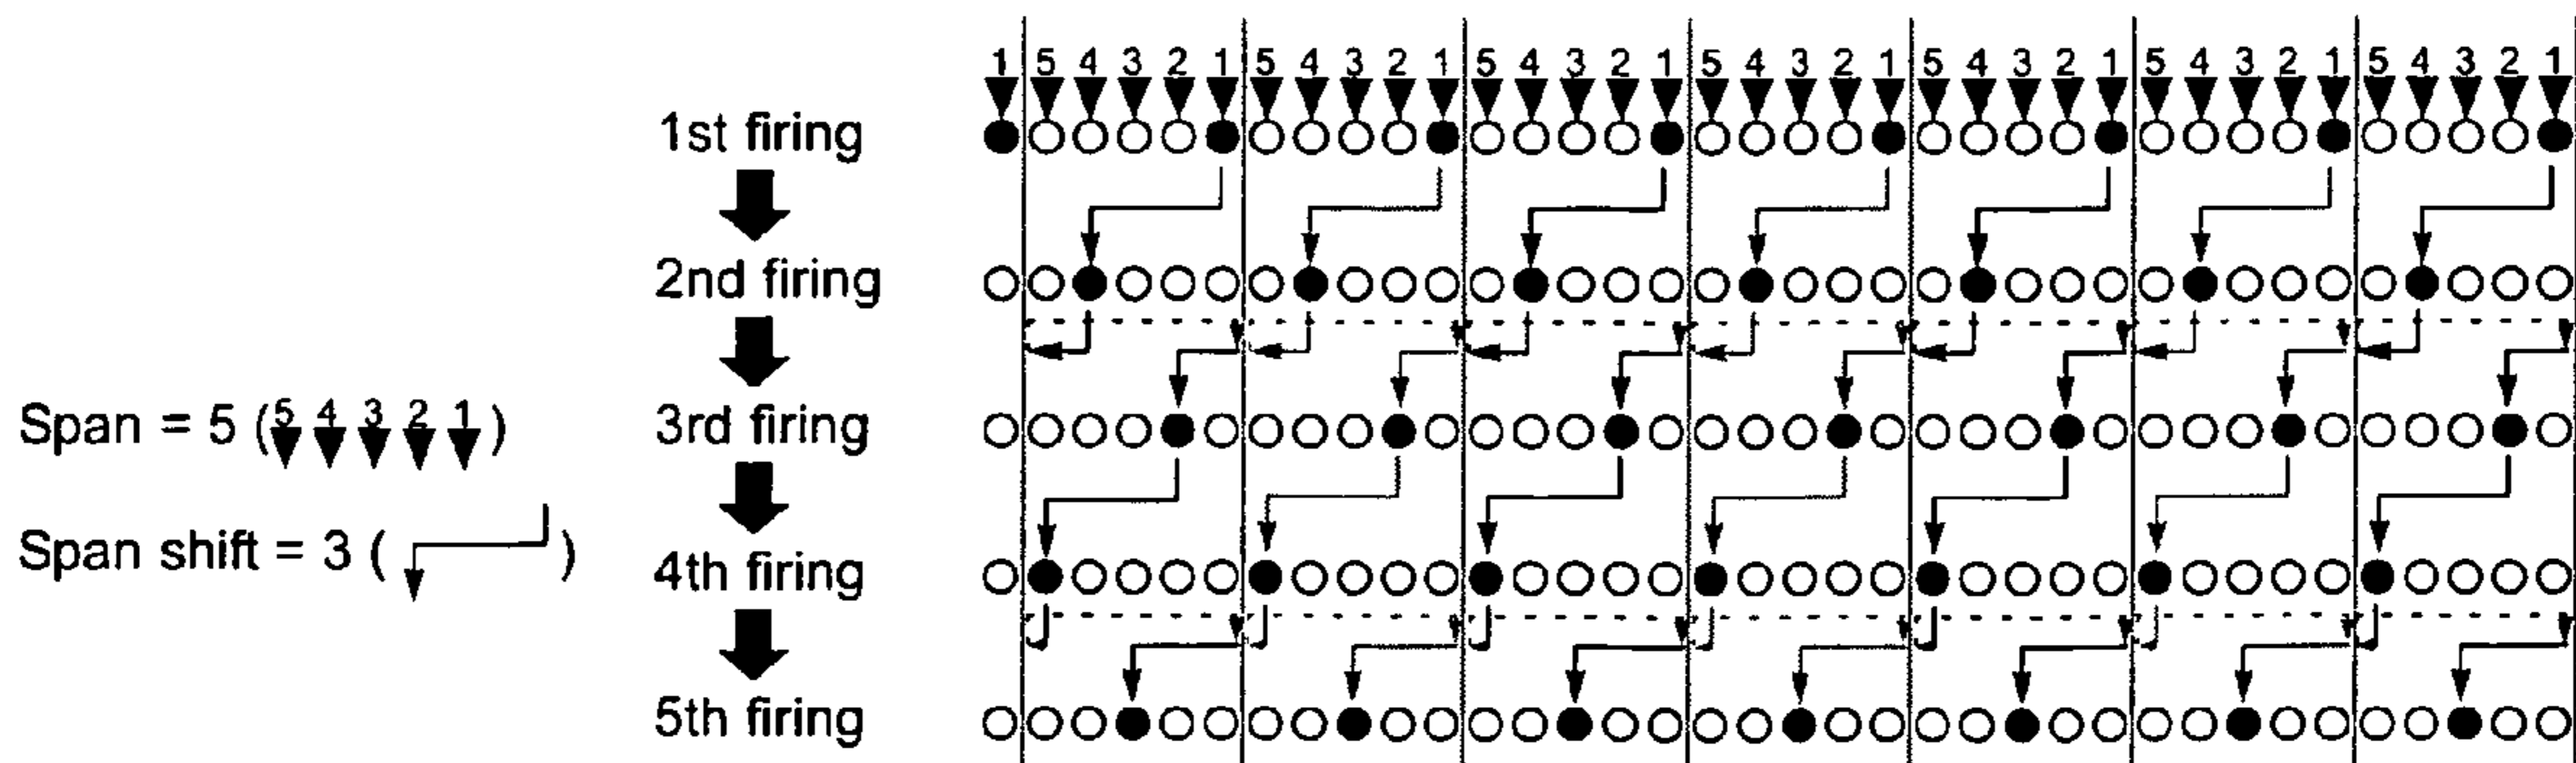 1 5 4 3 2 1 5 4 3 2 1 5 4 3 2 1 5 4 3 2 1 5 4 3 2 1 5 4 3 2 1 5 4 3 2 1
1st firing
2nd firing
3rd firing
4th firing
5th firing
Span = 5 (5 4 3 2 1)
Span shift = 3 ( )